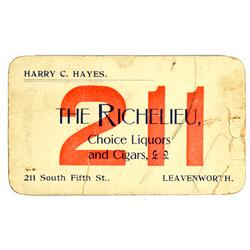 HARRY C. HAYES.
211
THE RICHELIEU,
Choice Liquors
and Cigars,
211 South Fifth St., LEAVENWORTH.